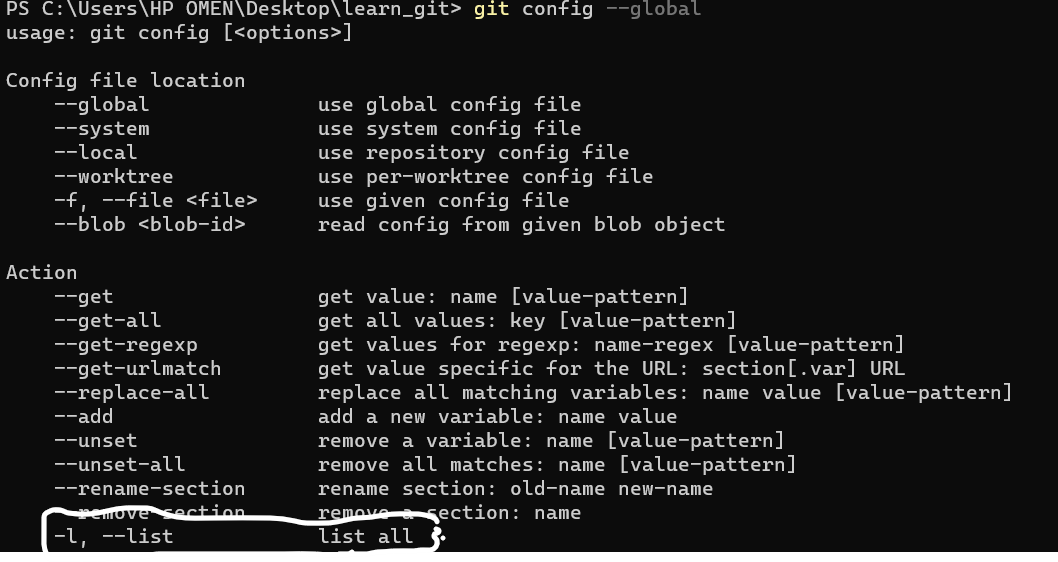 PS C:\Users\HP OMEN\Desktop\learn_git> git config --global
usage: git config [<options>]
Config file location
--global use global config file
--system use system config file
--local use repository config file
--worktree use per-worktree config file
-f, --file <file> use given config file
--blob <blob-id> read config from given blob object
Action
--get get value: name [value-pattern]
--get-all get all values: key [value-pattern]
--get-regexp get values for regexp: name-regex [value-pattern]
--get-urlmatch get value specific for the URL: section[.var] URL
--replace-all replace all matching variables: name value [value-pattern]
--add add a new variable: name value
--unset remove a variable: name [value-pattern]
--unset-all remove all matches: name [value-pattern]
--rename-section rename section: old-name new-name
--remove-section remove a section: name
-l, --list list all